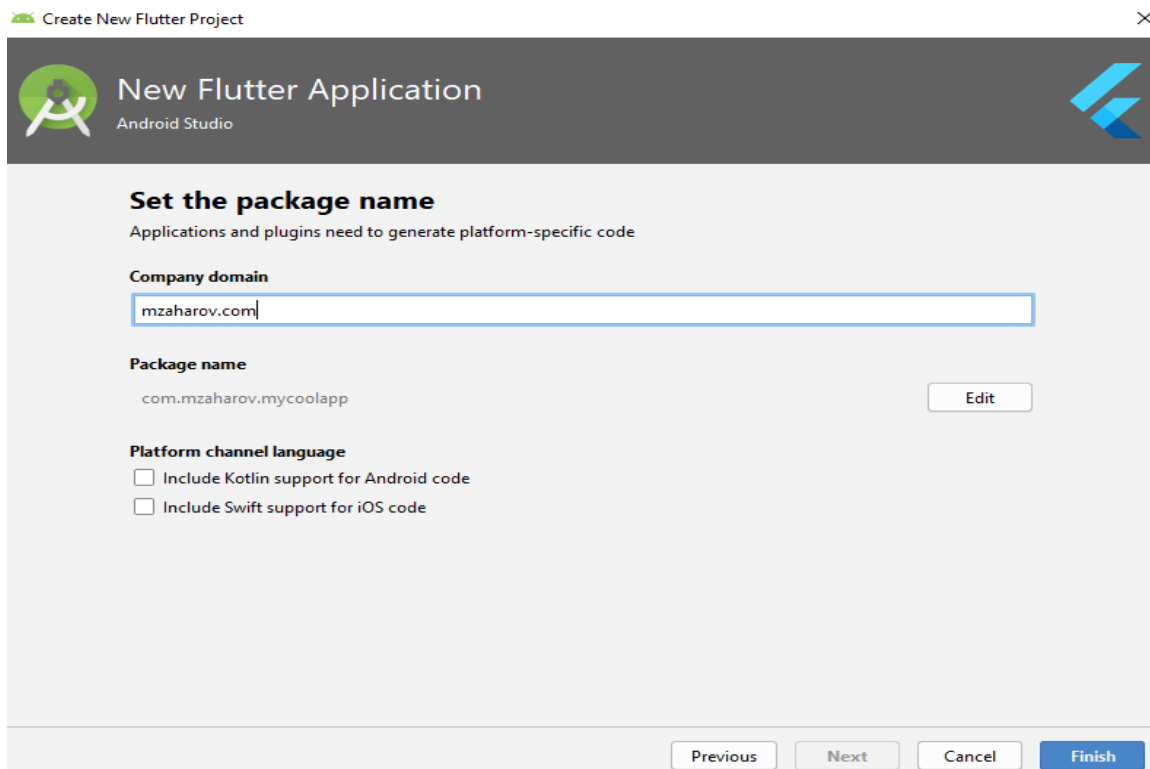 Create New Flutter Project
New Flutter Application
Android Studio
Set the package name
Applications and plugins need to generate platform-specific code
Company domain
mzaharov.com
Package name
com.mzaharov.mycoolapp
Edit
Platform channel language
Include Kotlin support for Android code
Include Swift support for iOS code
Previous
Next
Cancel
Finish